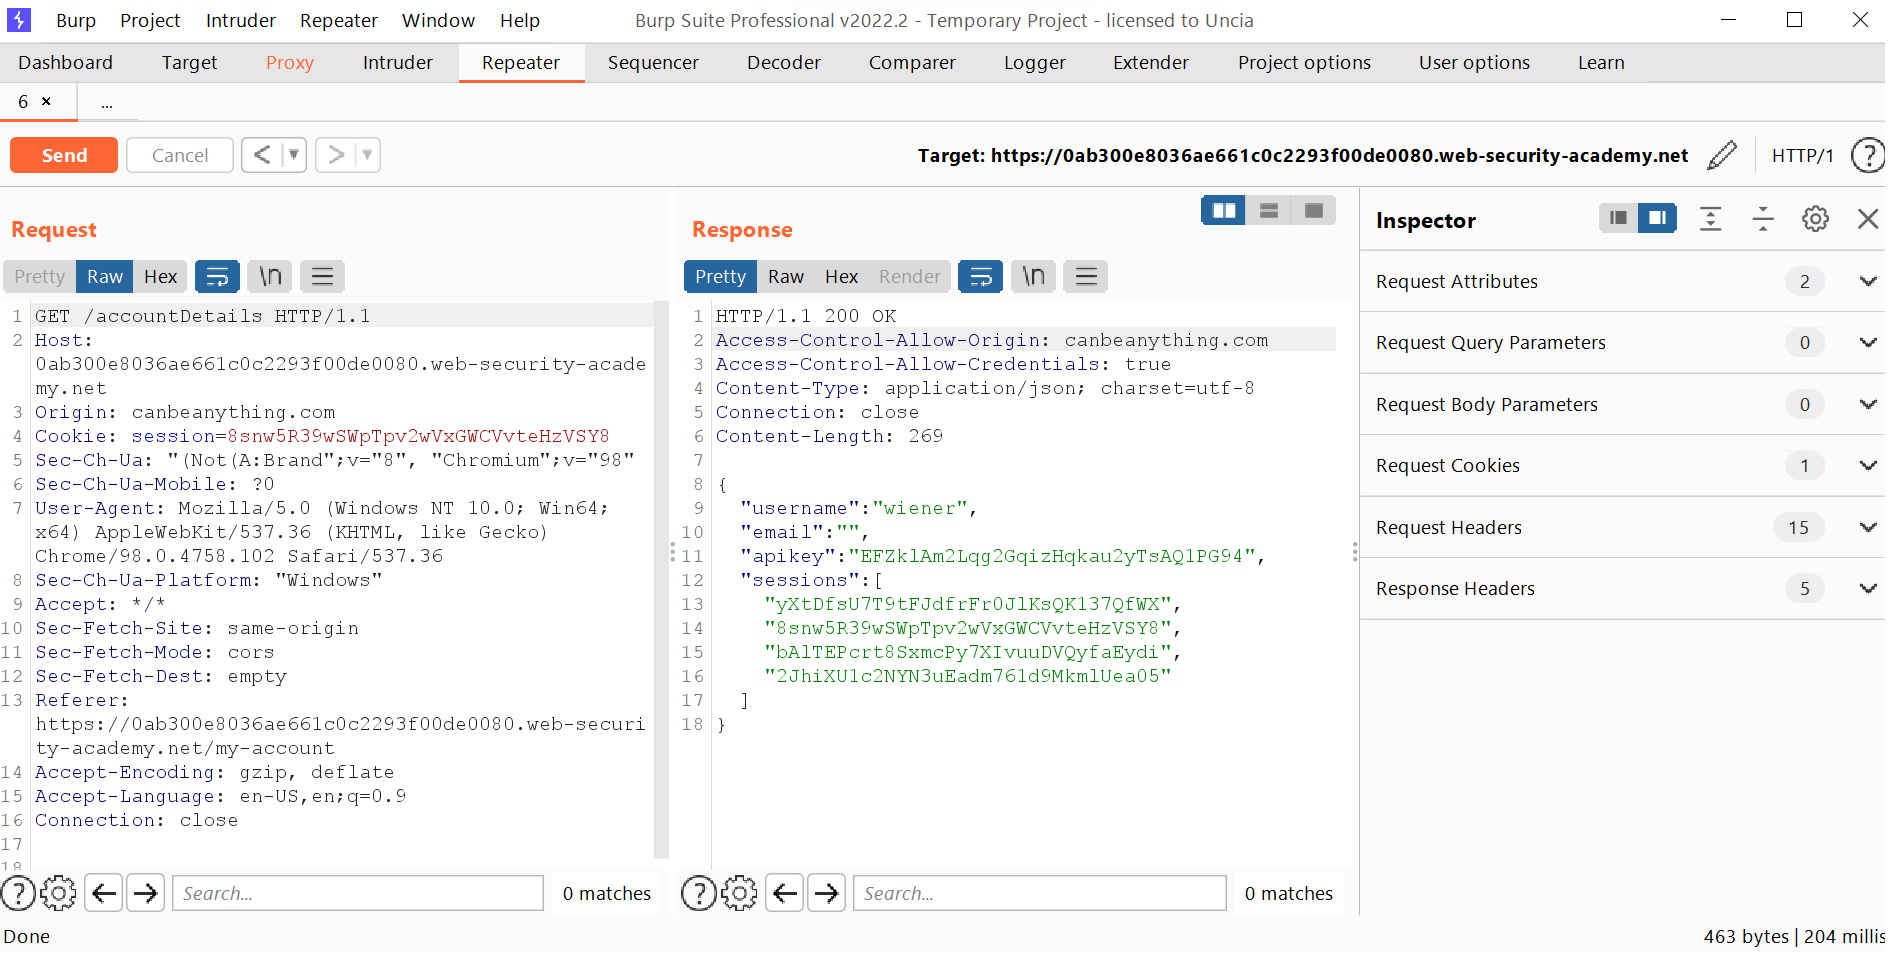 Burp Project Intruder Repeater Window Help Burp Suite Professional v2022.2 - Temporary Project - licensed to Uncia
Dashboard Target Proxy Intruder Repeater Sequencer Decoder Comparer Logger Extender Project options User options Learn
6 × ...
Send Cancel < > Target: https://0ab300e8036ae661c0c2293f00de0080.web-security-academy.net HTTP/1 ?
Request
Pretty Raw Hex \n
1 GET /accountDetails HTTP/1.1
2 Host:
0ab300e8036ae661c0c2293f00de0080.web-security-acade
my.net
3 Origin: canbeanything.com
4 Cookie: session=8snw5R39wSWpTpv2wVxGWCVvteHzVSY8
5 Sec-Ch-Ua: "(Not(A:Brand";v="8", "Chromium";v="98"
6 Sec-Ch-Ua-Mobile: ?0
7 User-Agent: Mozilla/5.0 (Windows NT 10.0; Win64;
x64) AppleWebKit/537.36 (KHTML, like Gecko)
Chrome/98.0.4758.102 Safari/537.36
8 Sec-Ch-Ua-Platform: "Windows"
9 Accept: */*
10 Sec-Fetch-Site: same-origin
11 Sec-Fetch-Mode: cors
12 Sec-Fetch-Dest: empty
13 Referer:
https://0ab300e8036ae661c0c2293f00de0080.web-securi
ty-academy.net/my-account
14 Accept-Encoding: gzip, deflate
15 Accept-Language: en-US,en;q=0.9
16 Connection: close
17
18
? Search... 0 matches
Response
Pretty Raw Hex Render \n
1 HTTP/1.1 200 OK
2 Access-Control-Allow-Origin: canbeanything.com
3 Access-Control-Allow-Credentials: true
4 Content-Type: application/json; charset=utf-8
5 Connection: close
6 Content-Length: 269
7
8 {
9 "username":"wiener",
10 "email":"",
11 "apikey":"EFZklAm2Lqg2GqizHqkau2yTsAQ1PG94",
12 "sessions":[
13 "yXtDfsU7T9tFJdfrFr0JlKsQK137QfWX",
14 "8snw5R39wSWpTpv2wVxGWCVvteHzVSY8",
15 "bAlTEPcrt8SxmcPy7XIvuuDVQyfaEydi",
16 "2JhiXU1c2NYN3uEadm761d9MkmlUea05"
17 ]
18 }
? Search... 0 matches
Inspector
Request Attributes 2
Request Query Parameters 0
Request Body Parameters 0
Request Cookies 1
Request Headers 15
Response Headers 5
Done 463 bytes | 204 millis